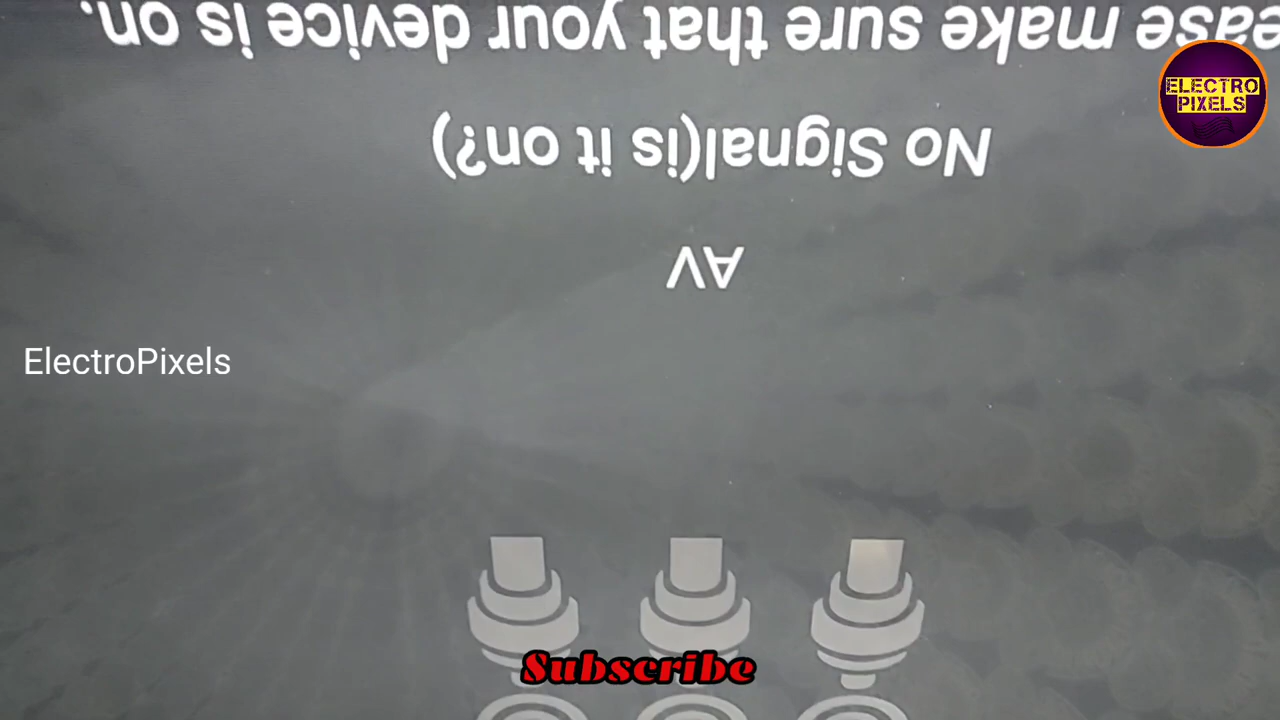 AV
No Signal(is it on?)
ease make sure that your device is on.
ELECTRO
PIXELS
ElectroPixels
Subscribe